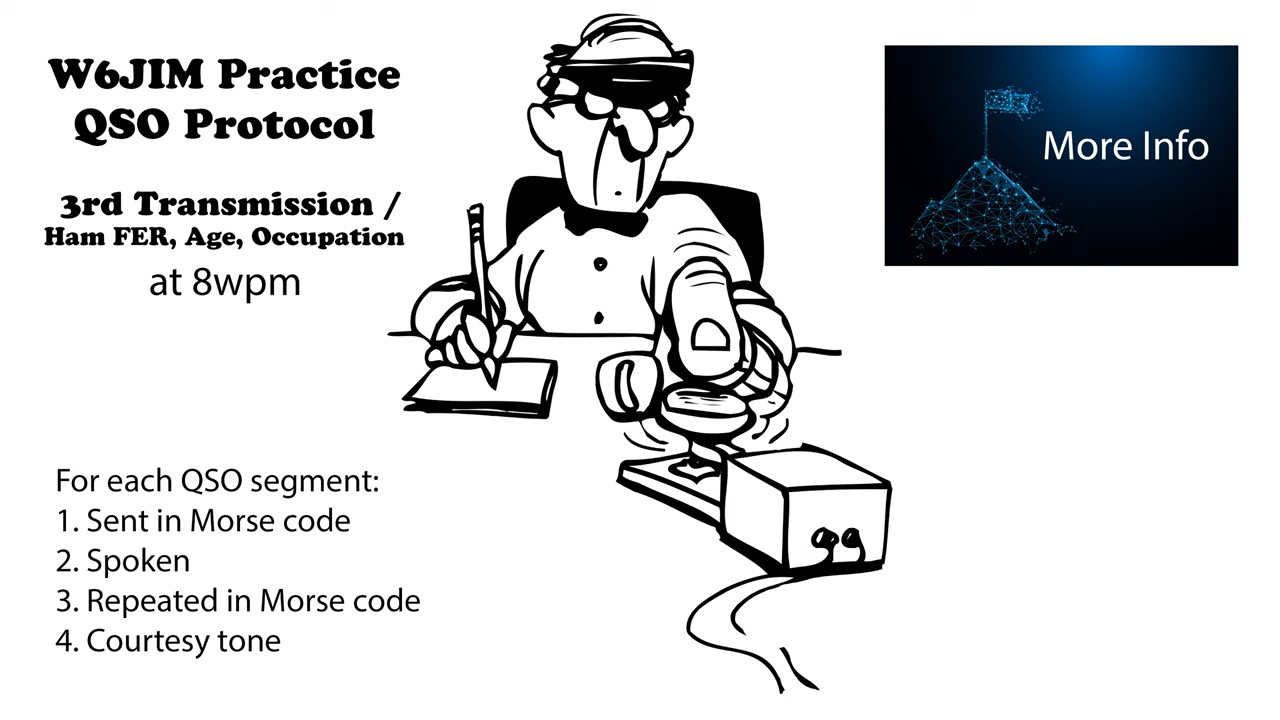 W6JIM Practice
QSO Protocol
3rd Transmission /
Ham FER, Age, Occupation
at 8wpm
More Info
For each QSO segment:
1. Sent in Morse code
2. Spoken
3. Repeated in Morse code
4. Courtesy tone